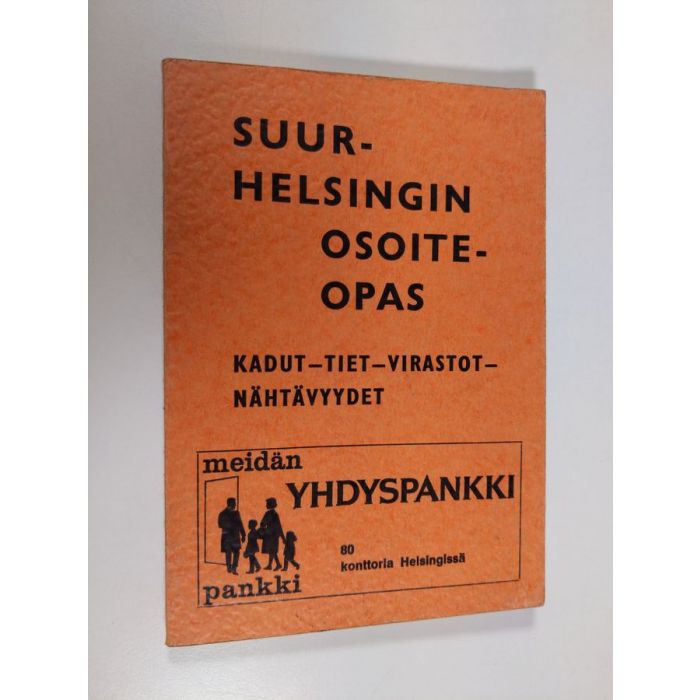 SUUR-
HELSINGIN
OSOITE-
OPAS
KADUT–TIET–VIRASTOT–
NÄHTÄVYYDET
meidän
YHDYSPANKKI
80
konttoria Helsingissä
pankki